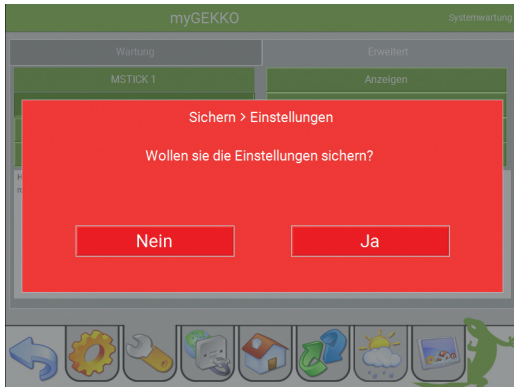 myGEKKO
Systemwartung
Wartung
Erweitert
MSTICK 1
Anzeigen
Sichern > Einstellungen
Wollen sie die Einstellungen sichern?
Nein
Ja